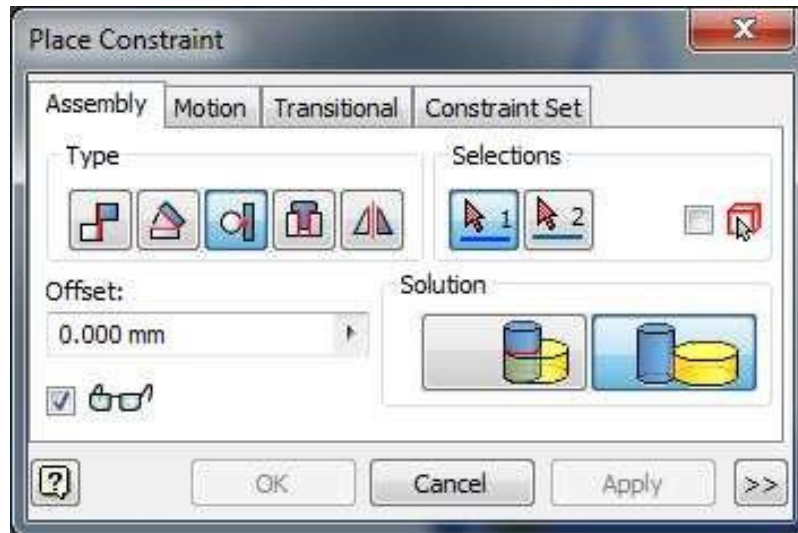 Place Constraint
Assembly Motion Transitional Constraint Set
Type Selections
1 2
Offset: Solution
0.000 mm
? OK Cancel Apply >>